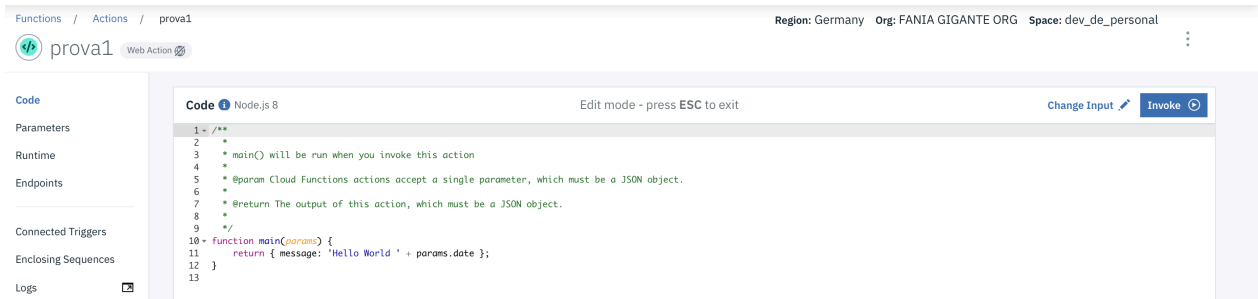 Functions / Actions / prova1
Region: Germany Org: FANIA GIGANTE ORG Space: dev_de_personal
prova1 Web Action
Code
Parameters
Runtime
Endpoints
Connected Triggers
Enclosing Sequences
Logs
Code Node.js 8 Edit mode - press ESC to exit Change Input Invoke
1 /**
2 *
3 * main() will be run when you invoke this action
4 *
5 * @param Cloud Functions actions accept a single parameter, which must be a JSON object.
6 *
7 * @return The output of this action, which must be a JSON object.
8 *
9 */
10 function main(params) {
11 return { message: 'Hello World ' + params.date };
12 }
13